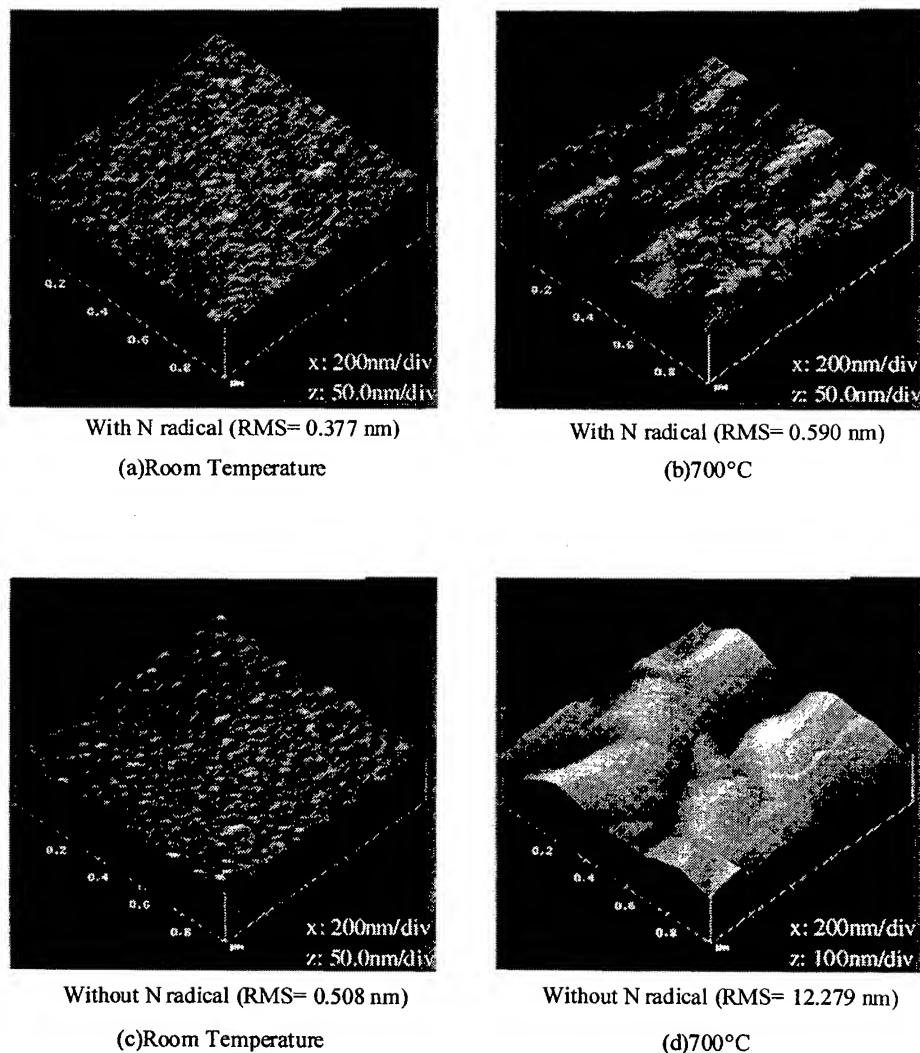 0.2
0.4
0.6
0.8
µm
x: 200nm/div
z: 50.0nm/div
With N radical (RMS= 0.377 nm)
(a)Room Temperature
0.2
0.4
0.6
0.8
µm
x: 200nm/div
z: 50.0nm/div
With N radical (RMS= 0.590 nm)
(b)700°C
0.2
0.4
0.6
0.8
µm
x: 200nm/div
z: 50.0nm/div
Without N radical (RMS= 0.508 nm)
(c)Room Temperature
0.2
0.4
0.6
0.8
µm
x: 200nm/div
z: 100nm/div
Without N radical (RMS= 12.279 nm)
(d)700°C